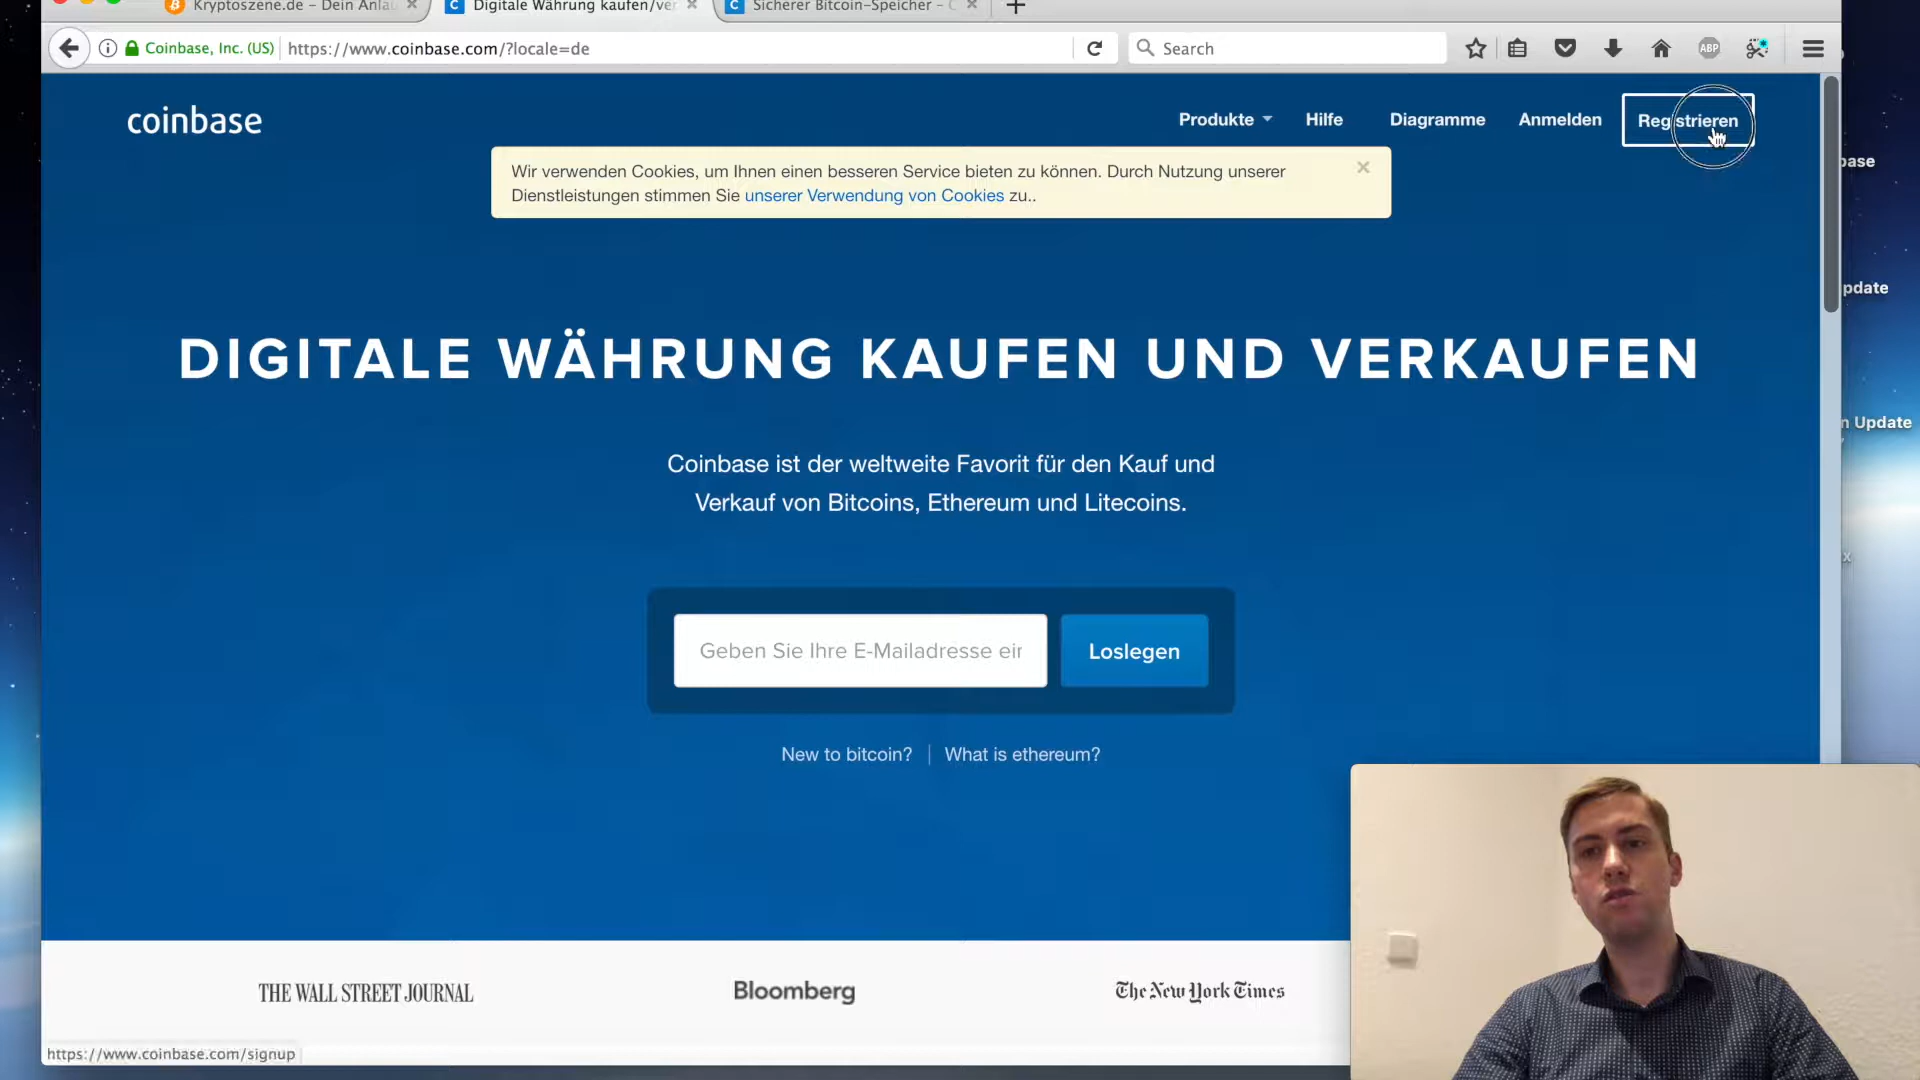 Kryptoszene.de – Dein Anlau
Digitale Währung kaufen/ver
Sicherer Bitcoin-Speicher –
Coinbase, Inc. (US)
https://www.coinbase.com/?locale=de
Search
ABP
coinbase
Produkte
Hilfe
Diagramme
Anmelden
Registrieren
Wir verwenden Cookies, um Ihnen einen besseren Service bieten zu können. Durch Nutzung unserer
Dienstleistungen stimmen Sie unserer Verwendung von Cookies zu..
base
pdate
n Update
DIGITALE WÄHRUNG KAUFEN UND VERKAUFEN
Coinbase ist der weltweite Favorit für den Kauf und
Verkauf von Bitcoins, Ethereum und Litecoins.
Geben Sie Ihre E-Mailadresse ein
Loslegen
New to bitcoin?
What is ethereum?
THE WALL STREET JOURNAL
Bloomberg
The New York Times
https://www.coinbase.com/signup